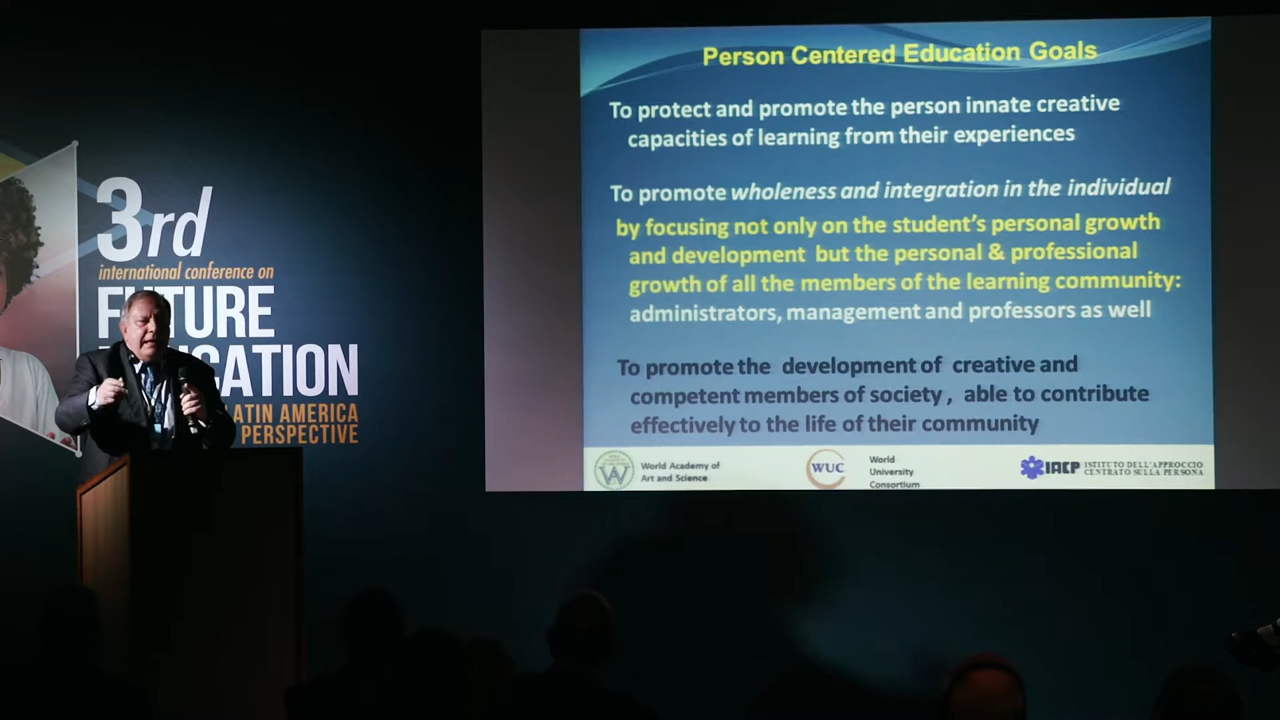 3rd
international conference on
FUTURE
CATION
LATIN AMERICA
PERSPECTIVE
Person Centered Education Goals
To protect and promote the person innate creative
capacities of learning from their experiences
To promote wholeness and integration in the individual
by focusing not only on the student's personal growth
and development but the personal & professional
growth of all the members of the learning community:
administrators, management and professors as well
To promote the development of creative and
competent members of society , able to contribute
effectively to the life of their community
World Academy of
Art and Science
WUC
World
University
Consortium
IACP
ISTITUTO DELL'APPROCCIO
CENTRATO SULLA PERSONA